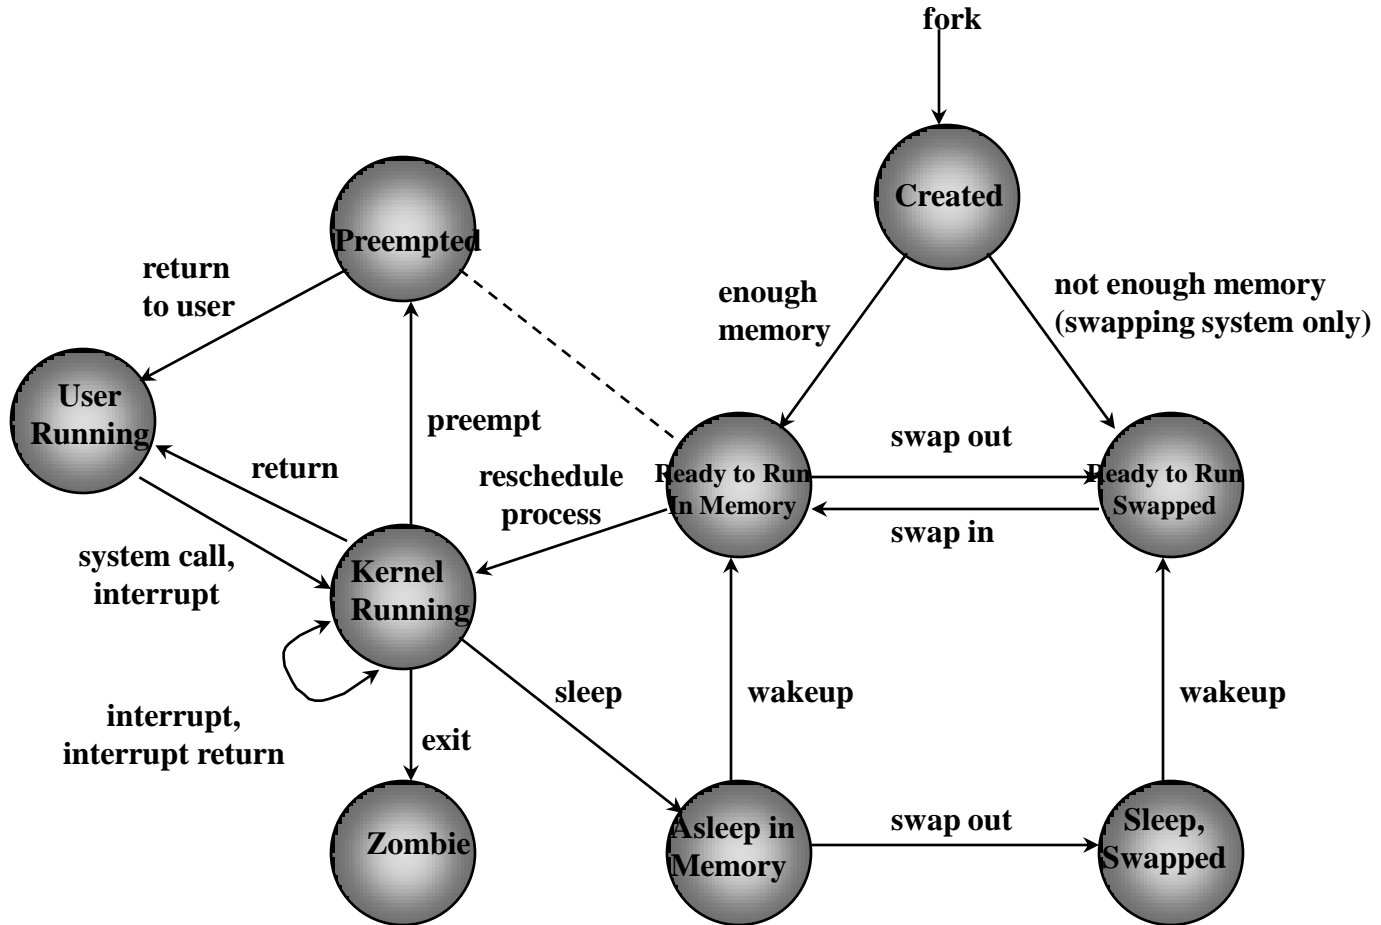 fork
Created
Preempted
return
to user
enough
memory
not enough memory
(swapping system only)
User
Running
preempt
swap out
return
reschedule
process
Ready to Run
In Memory
Ready to Run
Swapped
swap in
system call,
interrupt
Kernel
Running
sleep
wakeup
wakeup
interrupt,
interrupt return
exit
Zombie
Asleep in
Memory
swap out
Sleep,
Swapped